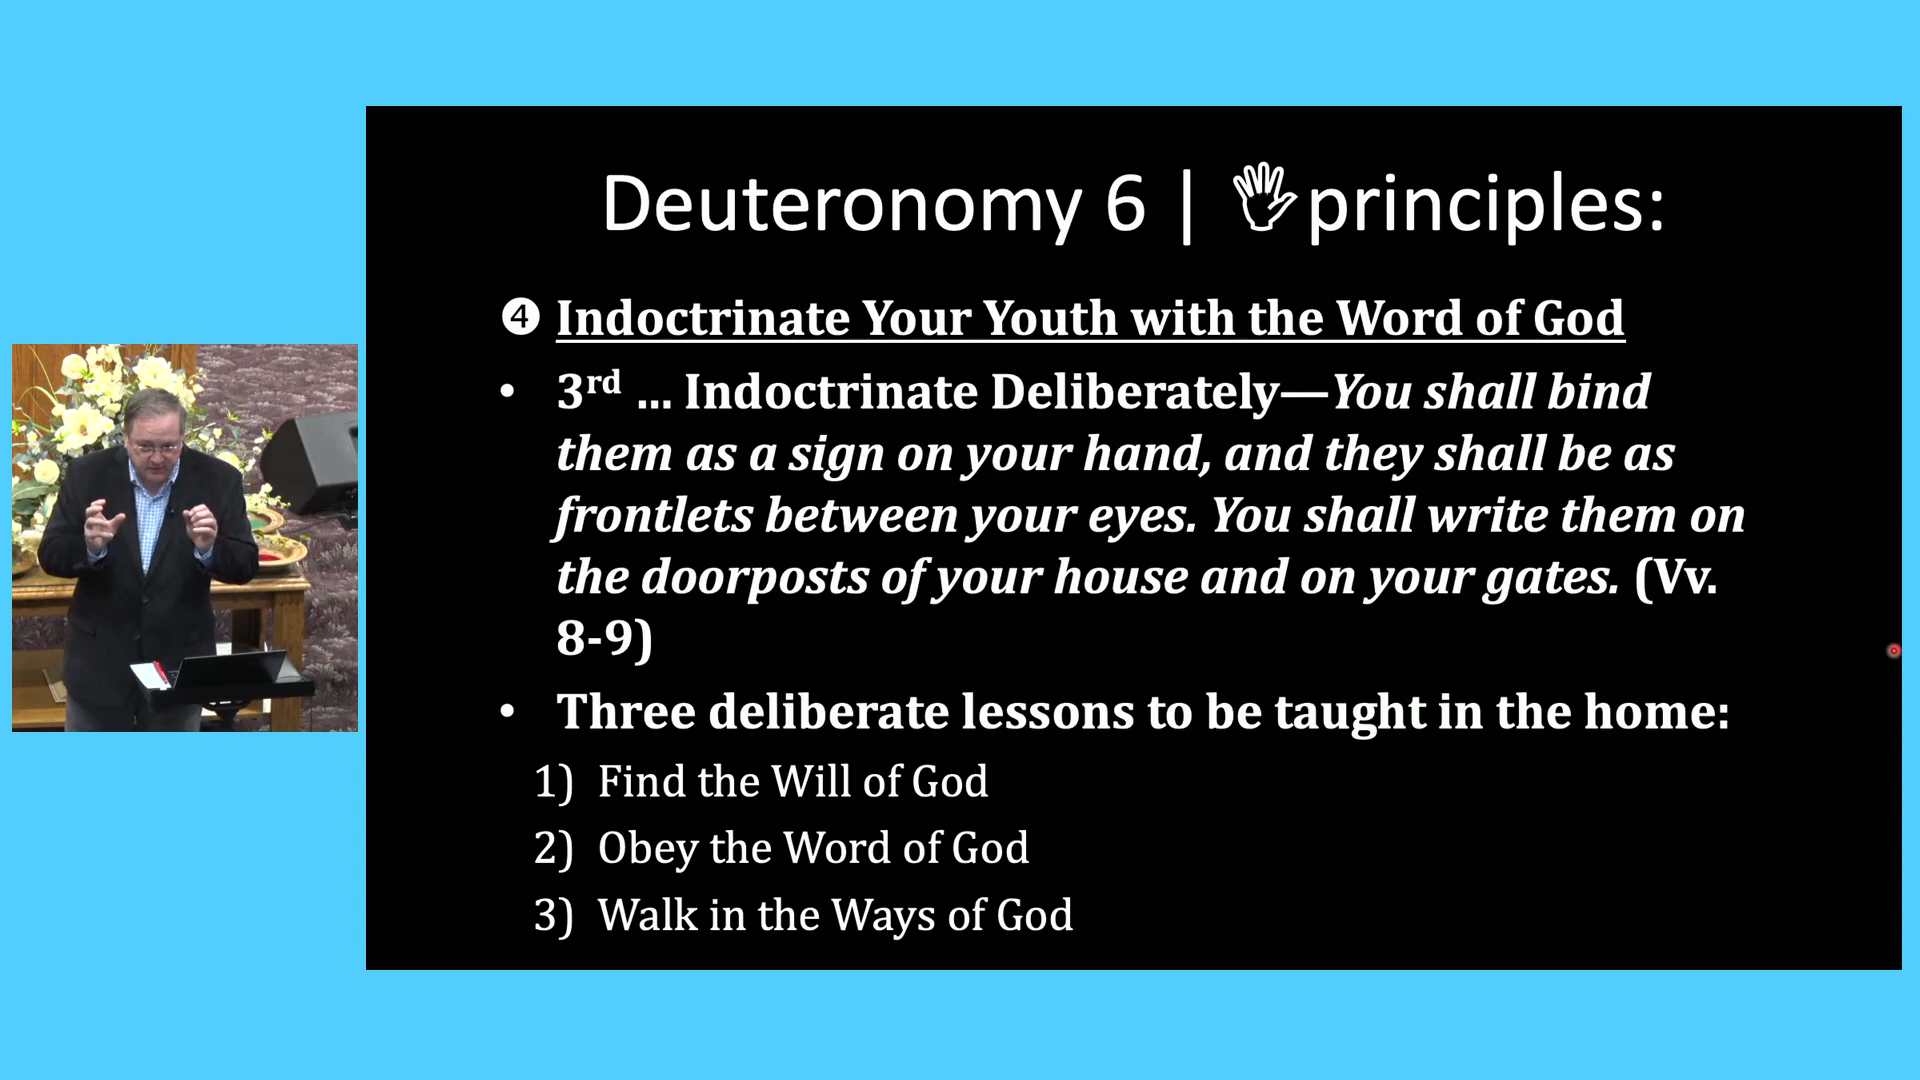 Deuteronomy 6 | 🖐principles:
❹ Indoctrinate Your Youth with the Word of God
• 3rd ... Indoctrinate Deliberately—You shall bind
them as a sign on your hand, and they shall be as
frontlets between your eyes. You shall write them on
the doorposts of your house and on your gates. (Vv.
8-9)
• Three deliberate lessons to be taught in the home:
1) Find the Will of God
2) Obey the Word of God
3) Walk in the Ways of God